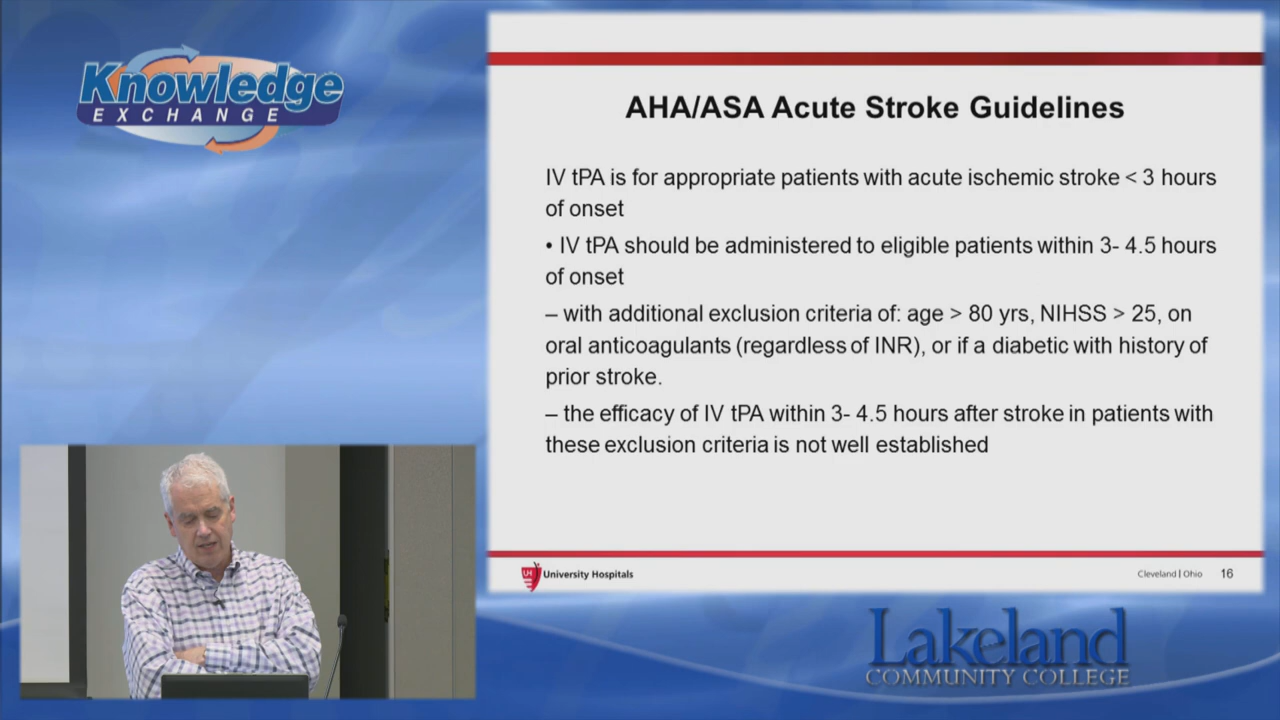 Knowledge
EXCHANGE
AHA/ASA Acute Stroke Guidelines
IV tPA is for appropriate patients with acute ischemic stroke < 3 hours
of onset
• IV tPA should be administered to eligible patients within 3- 4.5 hours
of onset
– with additional exclusion criteria of: age > 80 yrs, NIHSS > 25, on
oral anticoagulants (regardless of INR), or if a diabetic with history of
prior stroke.
– the efficacy of IV tPA within 3- 4.5 hours after stroke in patients with
these exclusion criteria is not well established
UH University Hospitals
Cleveland | Ohio 16
Lakeland
COMMUNITY COLLEGE